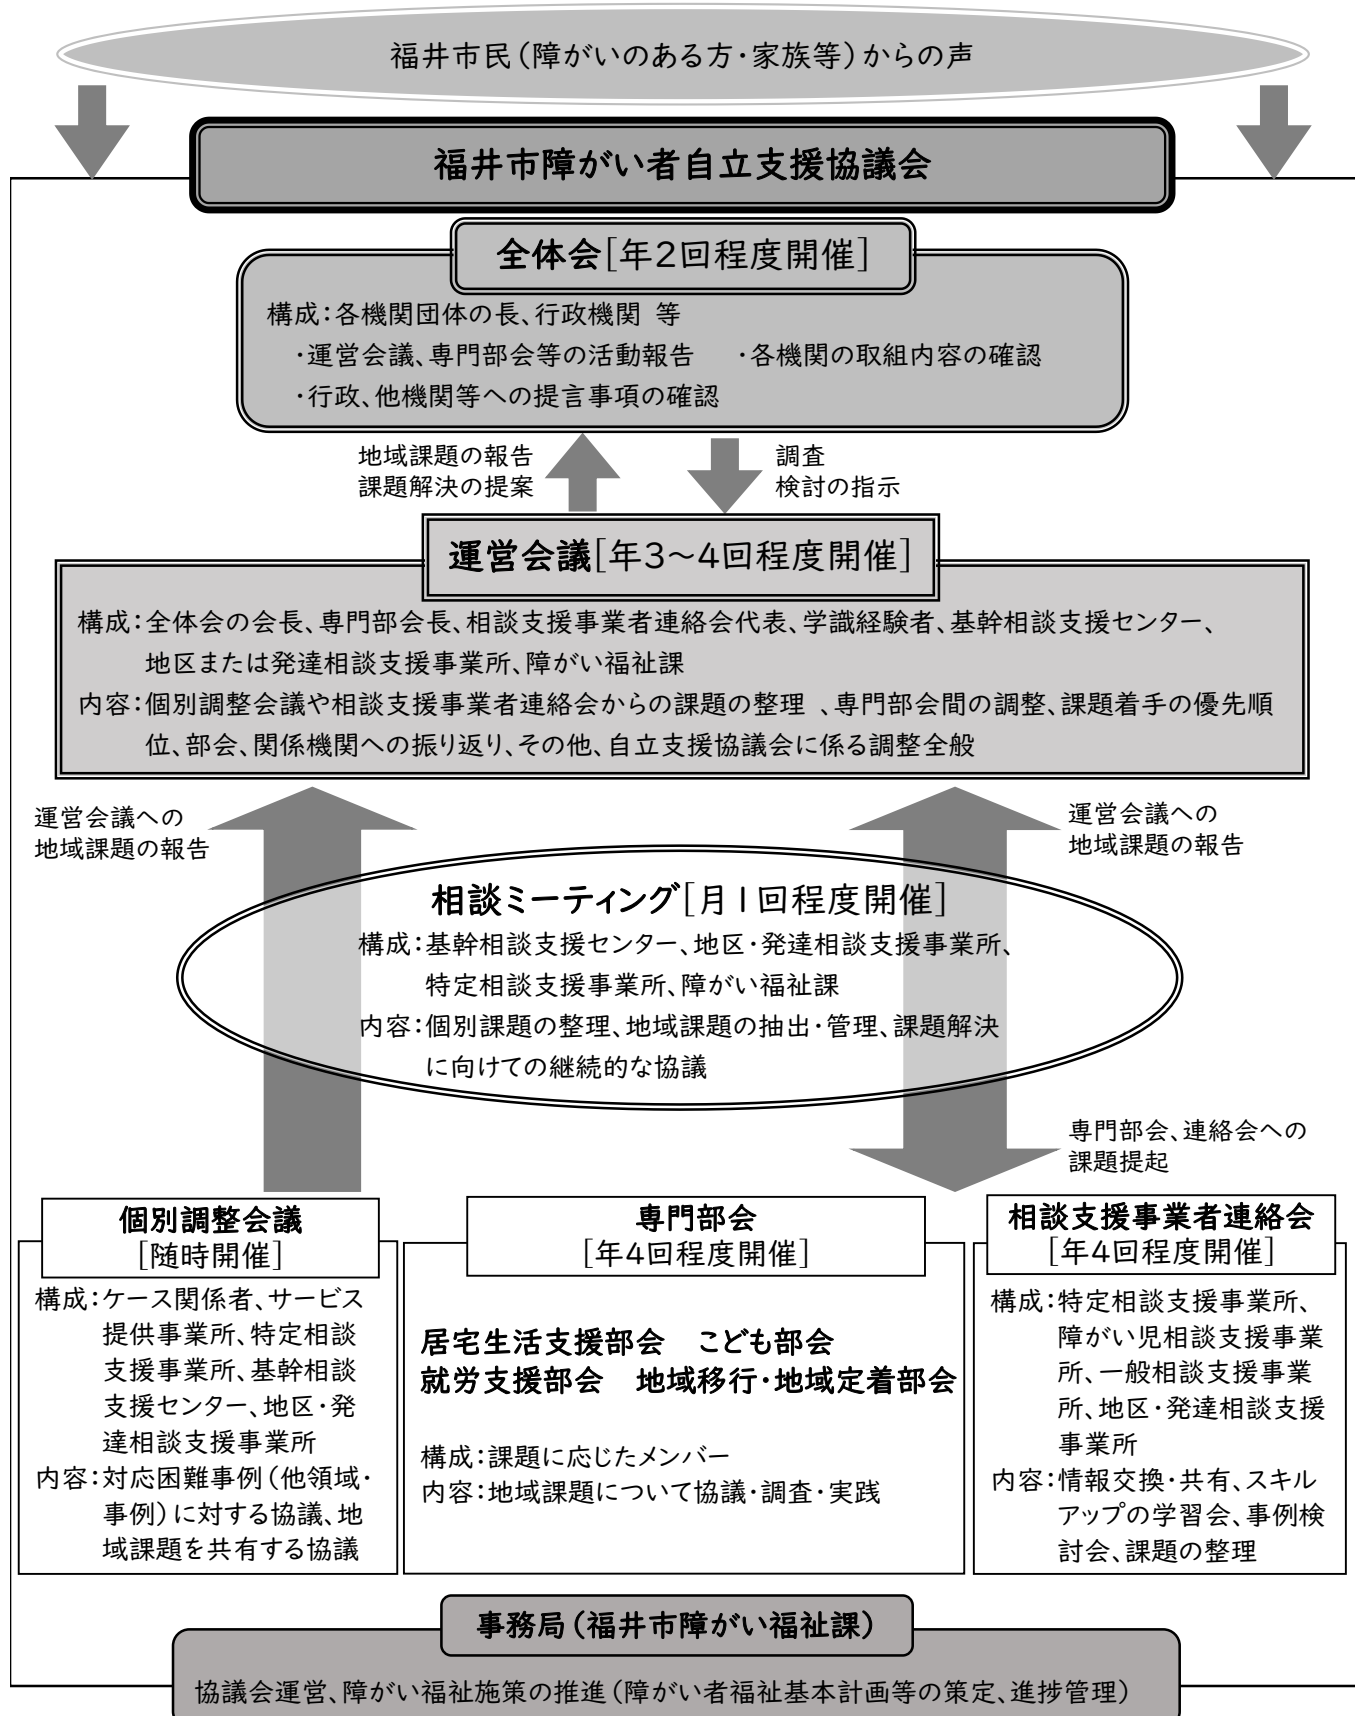 福井市民（障がいのある方・家族等）からの声
福井市障がい者自立支援協議会
全体会［年2回程度開催］
構成：各機関団体の長、行政機関 等
・運営会議、専門部会等の活動報告 ・各機関の取組内容の確認
・行政、他機関等への提言事項の確認
地域課題の報告
課題解決の提案
調査
検討の指示
運営会議［年3～4回程度開催］
構成：全体会の会長、専門部会長、相談支援事業者連絡会代表、学識経験者、基幹相談支援センター、
地区または発達相談支援事業所、障がい福祉課
内容：個別調整会議や相談支援事業者連絡会からの課題の整理 、専門部会間の調整、課題着手の優先順
位、部会、関係機関への振り返り、その他、自立支援協議会に係る調整全般
運営会議への
地域課題の報告
運営会議への
地域課題の報告
相談ミーティング［月1回程度開催］
構成：基幹相談支援センター、地区・発達相談支援事業所、
特定相談支援事業所、障がい福祉課
内容：個別課題の整理、地域課題の抽出・管理、課題解決
に向けての継続的な協議
専門部会、連絡会への
課題提起
個別調整会議
［随時開催］
構成：ケース関係者、サービス
提供事業所、特定相談
支援事業所、基幹相談
支援センター、地区・発
達相談支援事業所
内容：対応困難事例（他領域・
事例）に対する協議、地
域課題を共有する協議
専門部会
［年4回程度開催］
居宅生活支援部会 こども部会
就労支援部会 地域移行・地域定着部会
構成：課題に応じたメンバー
内容：地域課題について協議・調査・実践
相談支援事業者連絡会
［年4回程度開催］
構成：特定相談支援事業所、
障がい児相談支援事業
所、一般相談支援事業
所、地区・発達相談支援
事業所
内容：情報交換・共有、スキル
アップの学習会、事例検
討会、課題の整理
事務局（福井市障がい福祉課）
協議会運営、障がい福祉施策の推進（障がい者福祉基本計画等の策定、進捗管理）